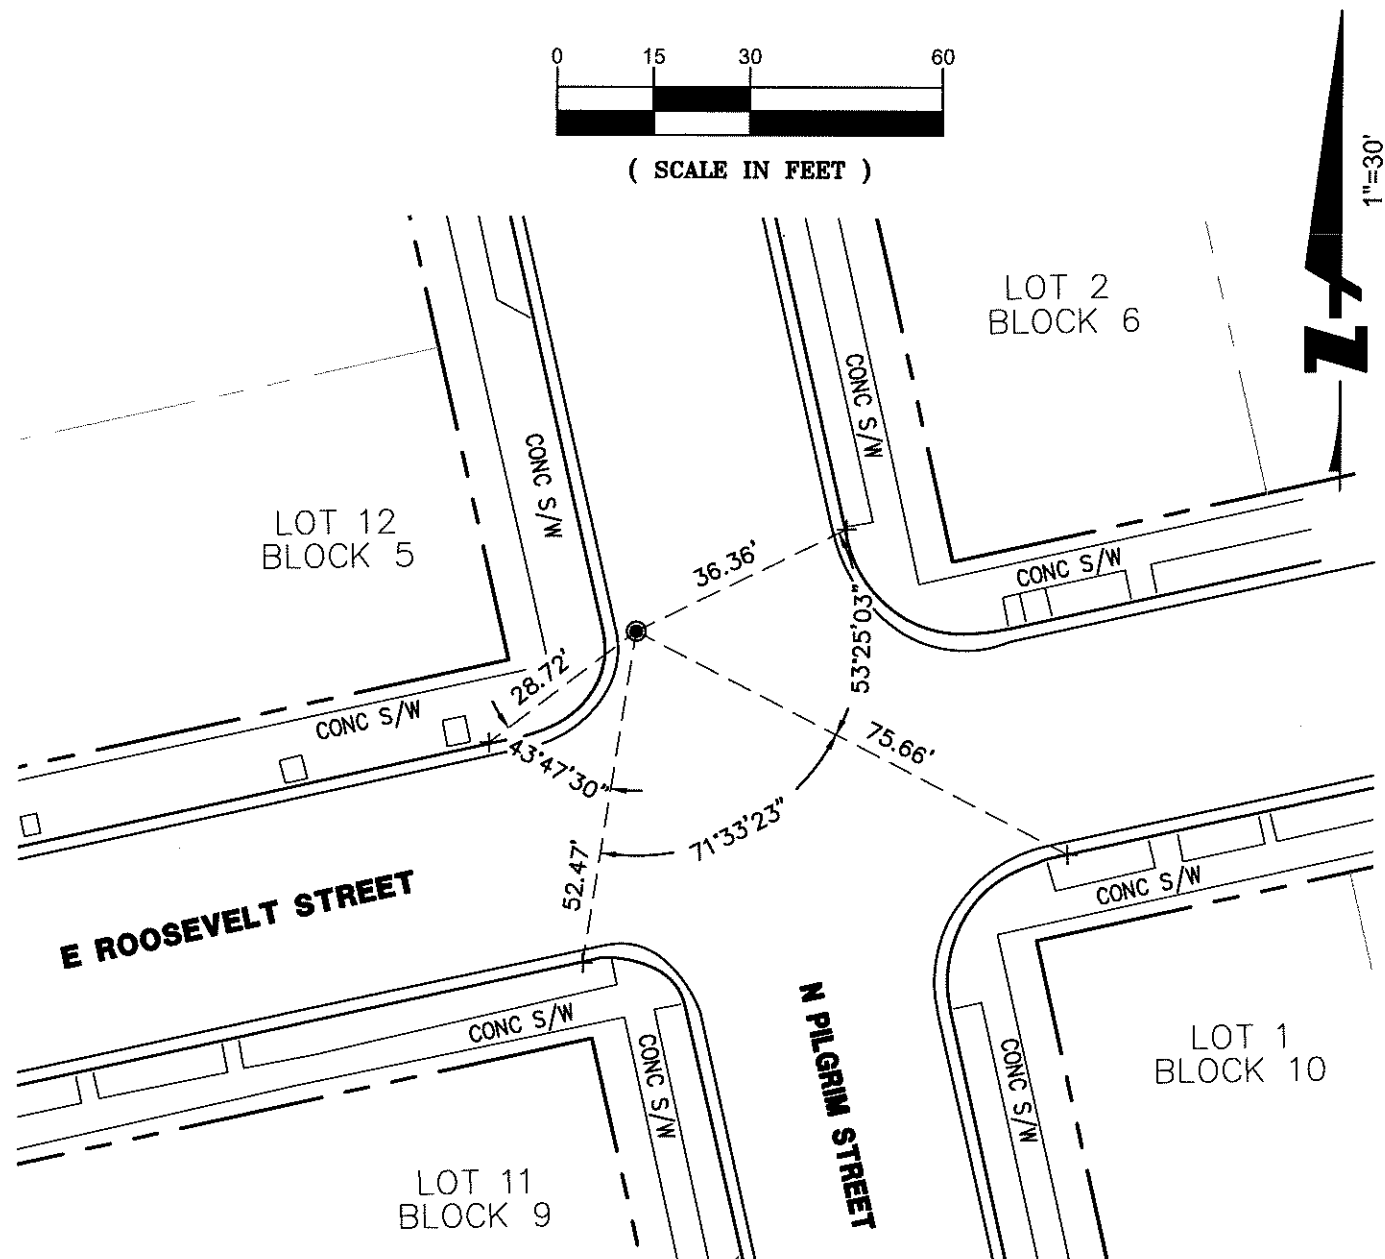 0 15 30 60
( SCALE IN FEET )
1"=30'
N
LOT 2
BLOCK 6
CONC S/W
CONC S/W
LOT 12
BLOCK 5
CONC S/W
36.36'
CONC S/W
53°25'03"
28.72'
CONC S/W
43°47'30"
75.66'
71°33'23"
52.47'
E ROOSEVELT STREET
CONC S/W
N PILGRIM STREET
CONC S/W
CONC S/W
CONC S/W
LOT 1
BLOCK 10
LOT 11
BLOCK 9